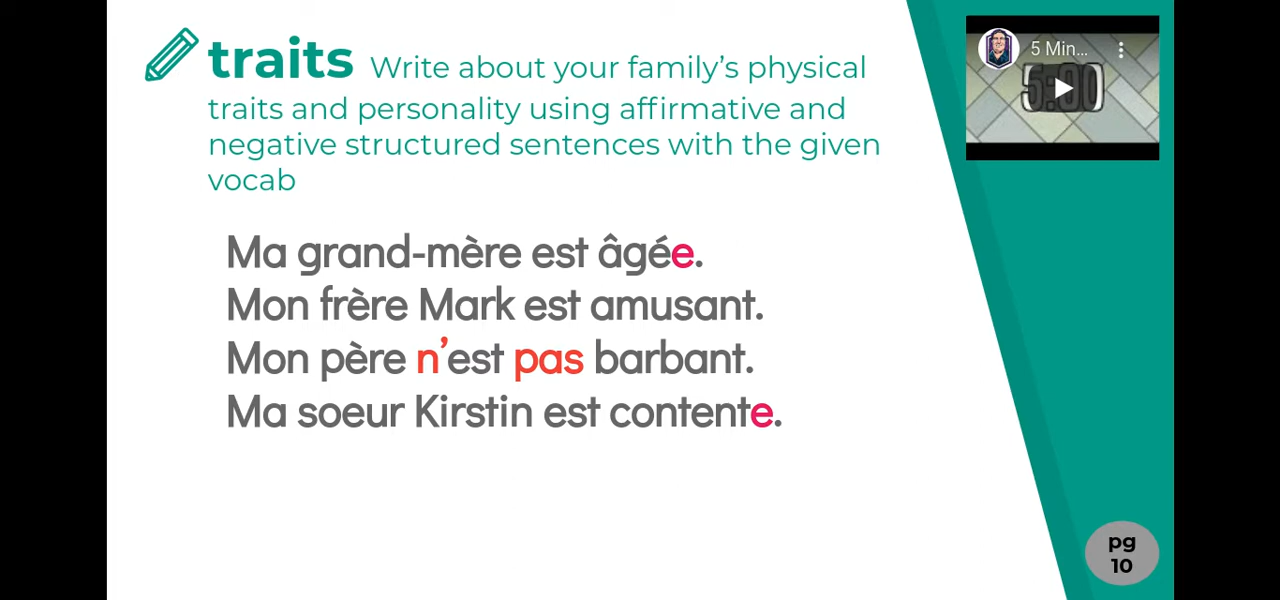 traits Write about your family’s physical
traits and personality using affirmative and
negative structured sentences with the given
vocab
5 Min...
5:00
Ma grand-mère est âgée.
Mon frère Mark est amusant.
Mon père n’est pas barbant.
Ma soeur Kirstin est contente.
pg
10